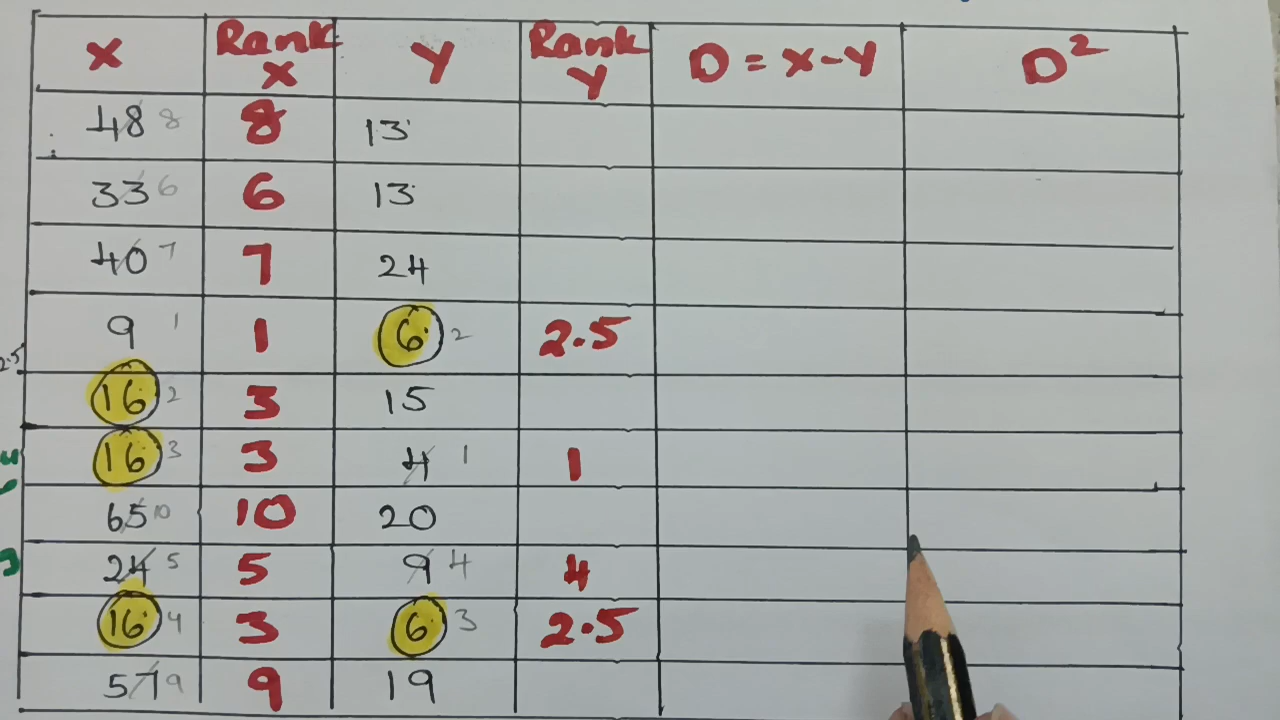 X Rank X Y Rank Y D = X-Y D²
48 8 8 13
33 6 6 13
40 7 7 24
9 1 1 6 2 2.5
2.5
16 2 3 15
16 3 3 4 1 1
65 10 10 20
24 5 5 9 4 4
16 4 3 6 3 2.5
57 9 9 19